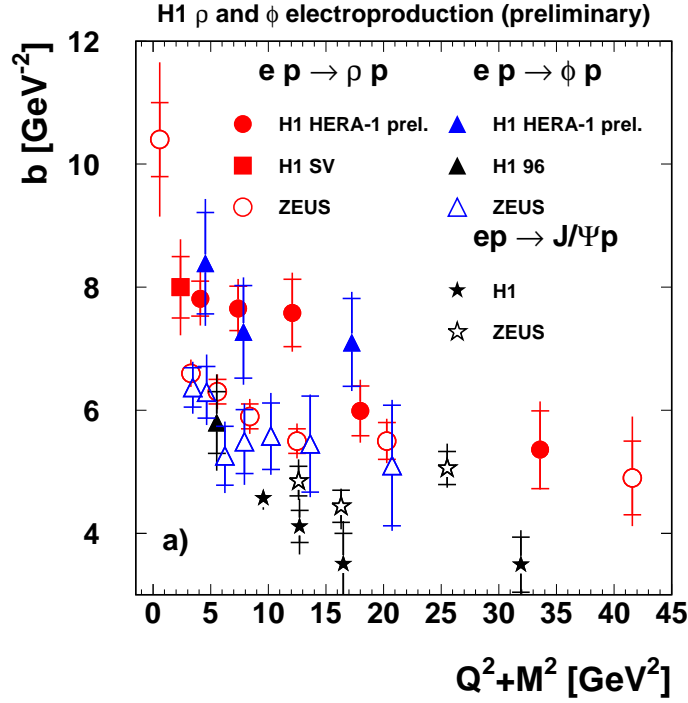 H1 ρ and ϕ electroproduction (preliminary)
b [GeV⁻²]
12
10
8
6
4
e p → ρ p
H1 HERA-1 prel.
H1 SV
ZEUS
e p → ϕ p
H1 HERA-1 prel.
H1 96
ZEUS
ep → J/Ψp
H1
ZEUS
a)
0 5 10 15 20 25 30 35 40 45
Q²+M² [GeV²]